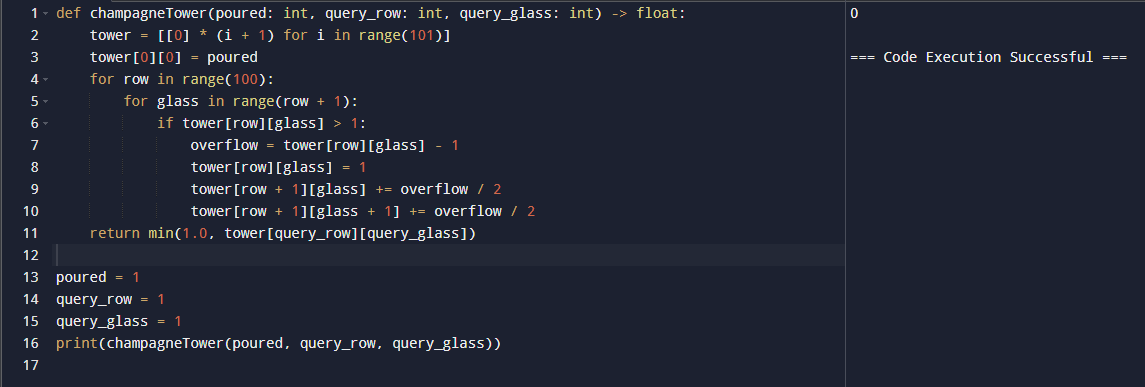 1 def champagneTower(poured: int, query_row: int, query_glass: int) -> float:
2     tower = [[0] * (i + 1) for i in range(101)]
3     tower[0][0] = poured
4     for row in range(100):
5         for glass in range(row + 1):
6             if tower[row][glass] > 1:
7                 overflow = tower[row][glass] - 1
8                 tower[row][glass] = 1
9                 tower[row + 1][glass] += overflow / 2
10                 tower[row + 1][glass + 1] += overflow / 2
11     return min(1.0, tower[query_row][query_glass])
12
13 poured = 1
14 query_row = 1
15 query_glass = 1
16 print(champagneTower(poured, query_row, query_glass))
17
0
=== Code Execution Successful ===